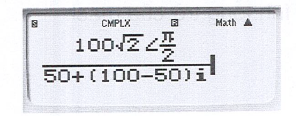 CMPLX Math ▲
100√2∠π/2
50+(100-50)i